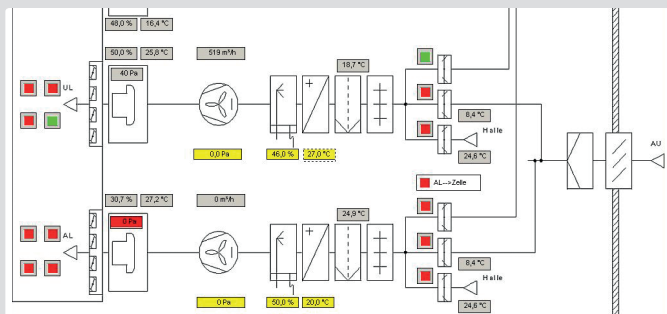 48,0 % 16,4 °C
50,0 % 25,8 °C 519 m³/h
40 Pa 18,7 °C
UL
8,4 °C
Halle
0,0 Pa 46,0 % 27,0 °C 24,6 °C
AU
AL-->Zelle
30,7 % 27,2 °C 0 m³/h 24,9 °C
0 Pa
AL
8,4 °C
Halle
0 Pa 50,0 % 20,0 °C 24,6 °C